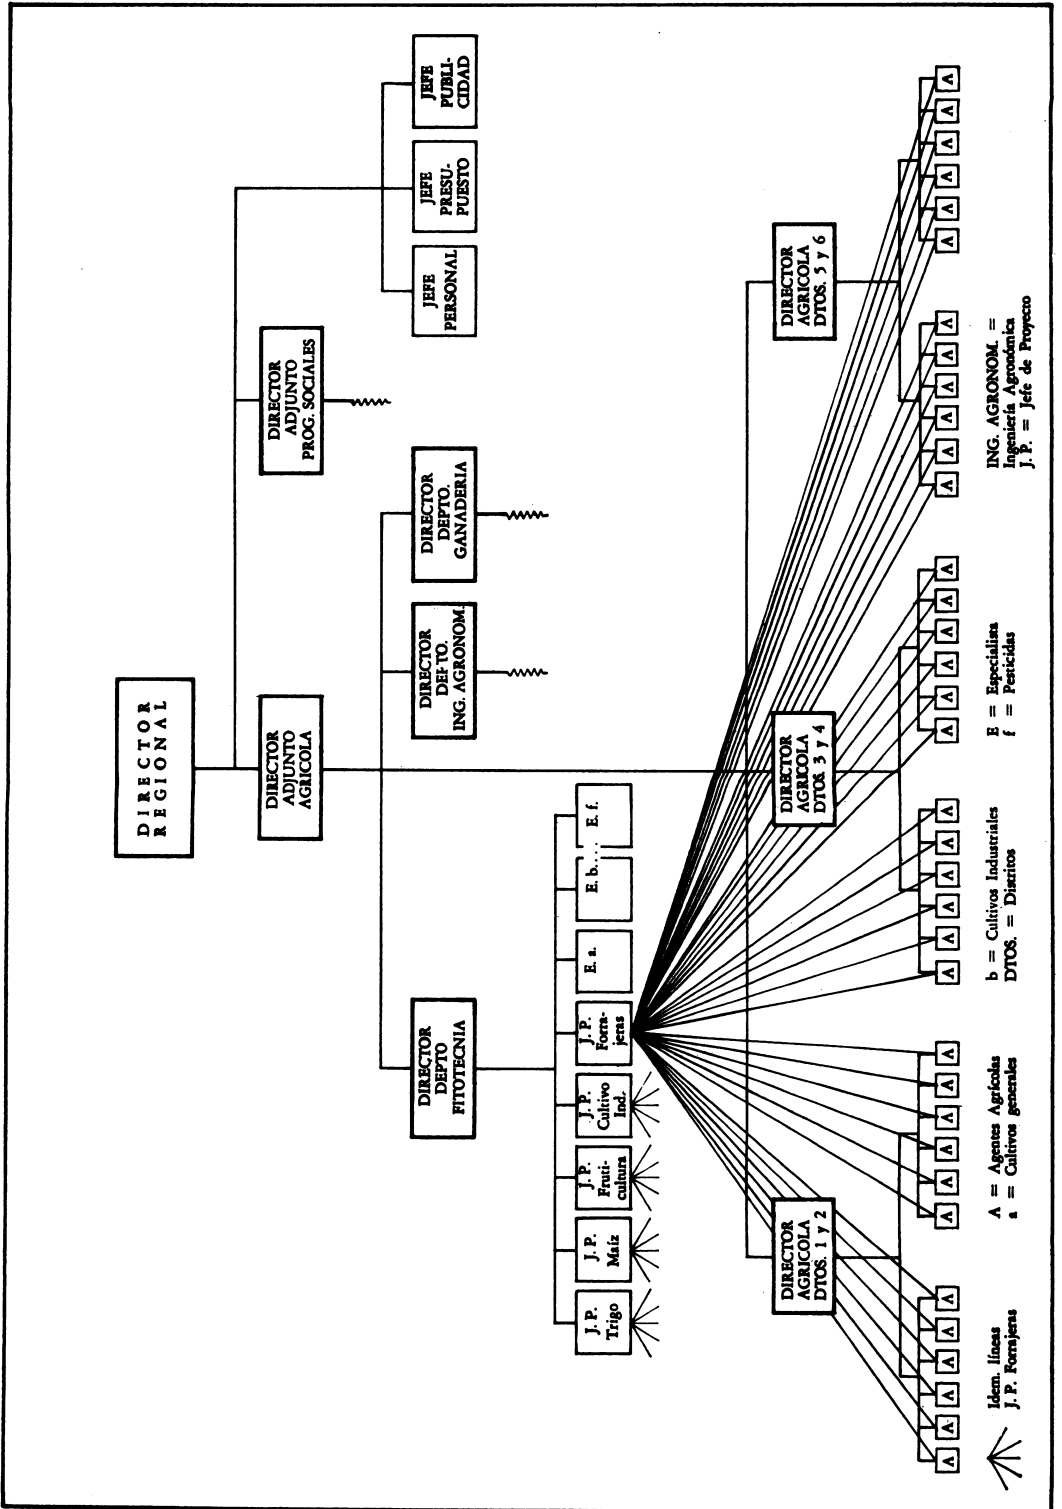 DIRECTOR
REGIONAL
DIRECTOR
ADJUNTO
AGRICOLA
DIRECTOR
ADJUNTO
PROG. SOCIALES
DIRECTOR
DEPTO
FITOTECNIA
DIRECTOR
DEPTO.
ING. AGRONOM.
DIRECTOR
DEPTO.
GANADERIA
JEFE
PERSONAL
JEFE
PRESU-
PUESTO
JEFE
PUBLI-
CIDAD
J. P.
Trigo
J. P.
Maíz
J. P.
Fruti-
cultura
J. P.
Cultivo
Ind.
J. P.
Forra-
jeras
E. a.
E. b....
E. f.
DIRECTOR
AGRICOLA
DTOS. 1 y 2
DIRECTOR
AGRICOLA
DTOS. 3 y 4
DIRECTOR
AGRICOLA
DTOS. 5 y 6
A A A A A A A A A A A A A A A A A A A A A A A A A A A A A A A A A A A A
Idem. líneas
J. P. Forrajeras
A = Agentes Agrícolas
a = Cultivos generales
b = Cultivos Industriales
DTOS. = Distritos
E = Especialista
f = Pesticidas
ING. AGRONOM. =
Ingeniería Agronómica
J. P. = Jefe de Proyecto